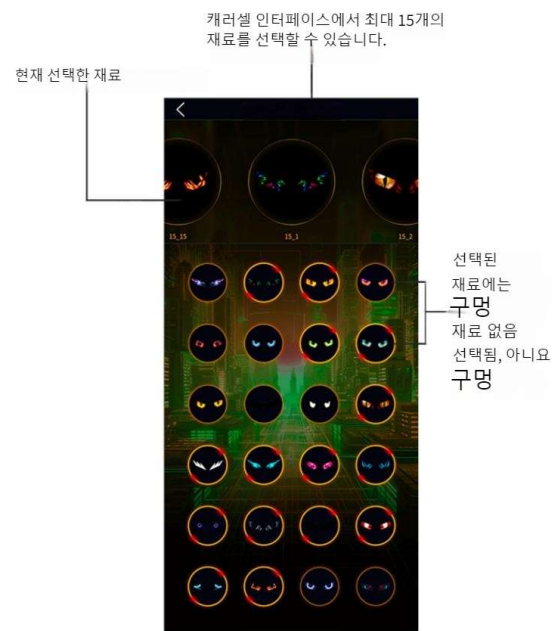 캐러셀 인터페이스에서 최대 15개의
재료를 선택할 수 있습니다.
현재 선택한 재료
15_15
15_1
15_2
선택된
재료에는
구멍
재료 없음
선택됨, 아니요
구멍